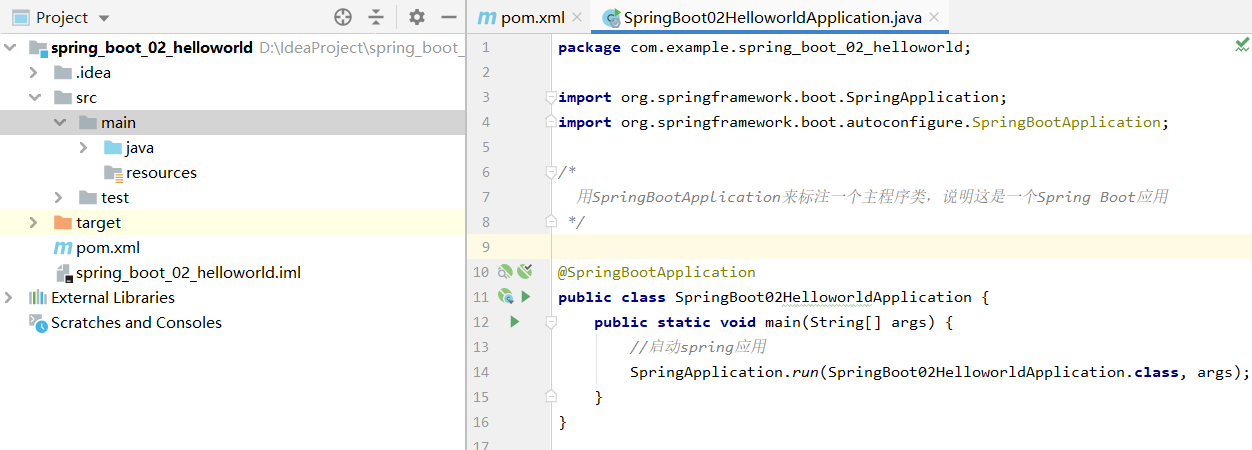 Project
spring_boot_02_helloworld D:\IdeaProject\spring_boot_
.idea
src
main
java
resources
test
target
pom.xml
spring_boot_02_helloworld.iml
External Libraries
Scratches and Consoles
pom.xml
SpringBoot02HelloworldApplication.java
1 package com.example.spring_boot_02_helloworld;
2
3 import org.springframework.boot.SpringApplication;
4 import org.springframework.boot.autoconfigure.SpringBootApplication;
5
6 /*
7 用SpringBootApplication来标注一个主程序类，说明这是一个Spring Boot应用
8 */
9
10 @SpringBootApplication
11 public class SpringBoot02HelloworldApplication {
12 public static void main(String[] args) {
13 //启动spring应用
14 SpringApplication.run(SpringBoot02HelloworldApplication.class, args);
15 }
16 }
17